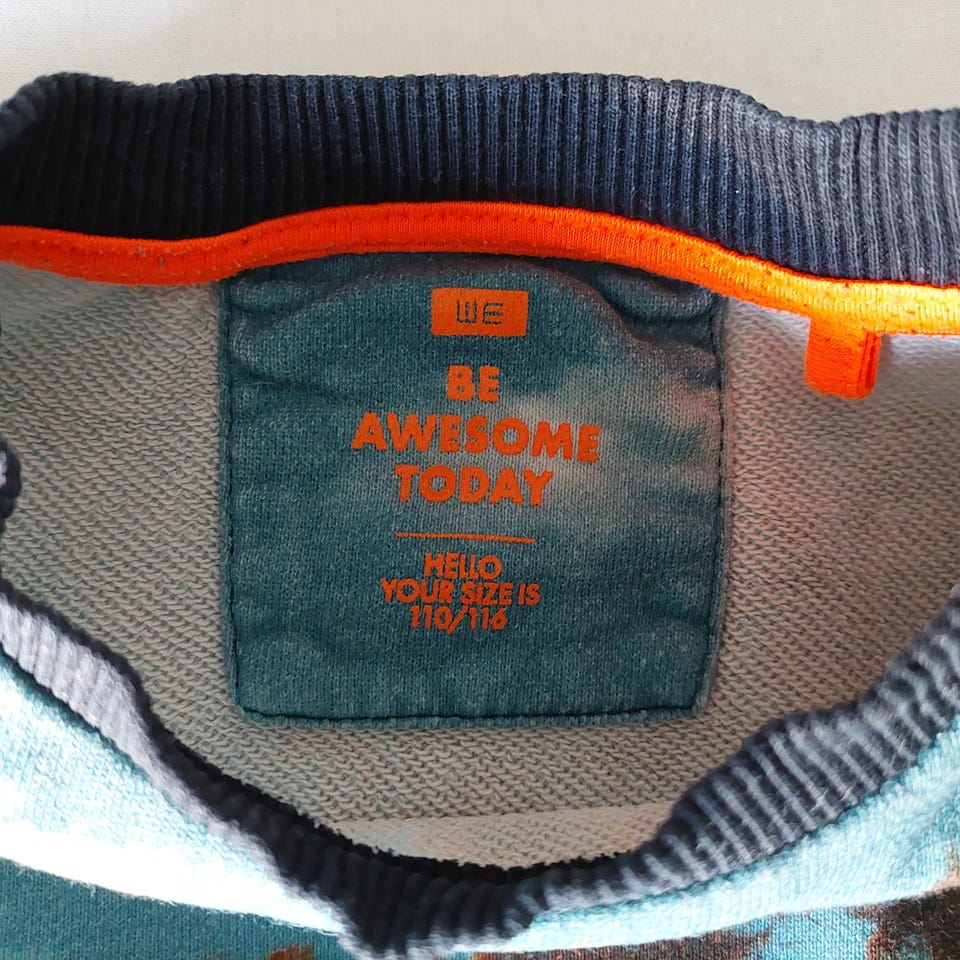 WE
BE
AWESOME
TODAY
HELLO
YOUR SIZE IS
110/116